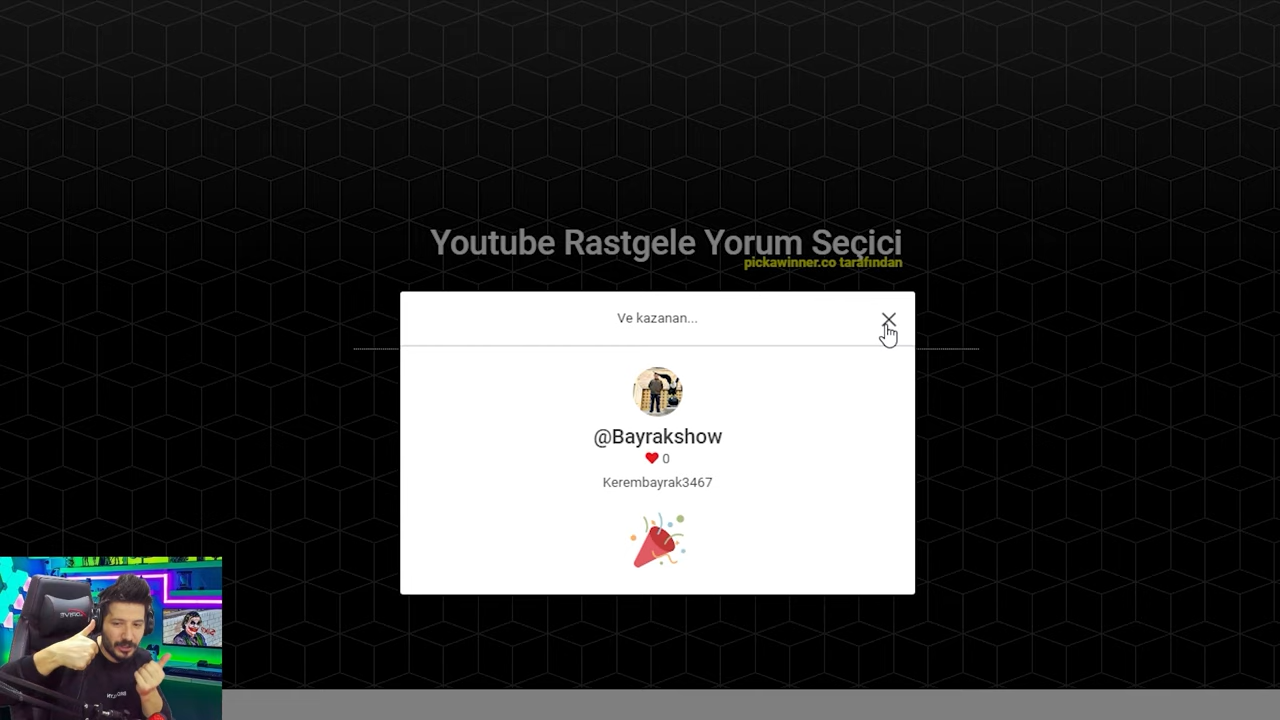 Youtube Rastgele Yorum Seçici
pickawinner.co tarafından
Ve kazanan...
@Bayrakshow
0
Kerembayrak3467